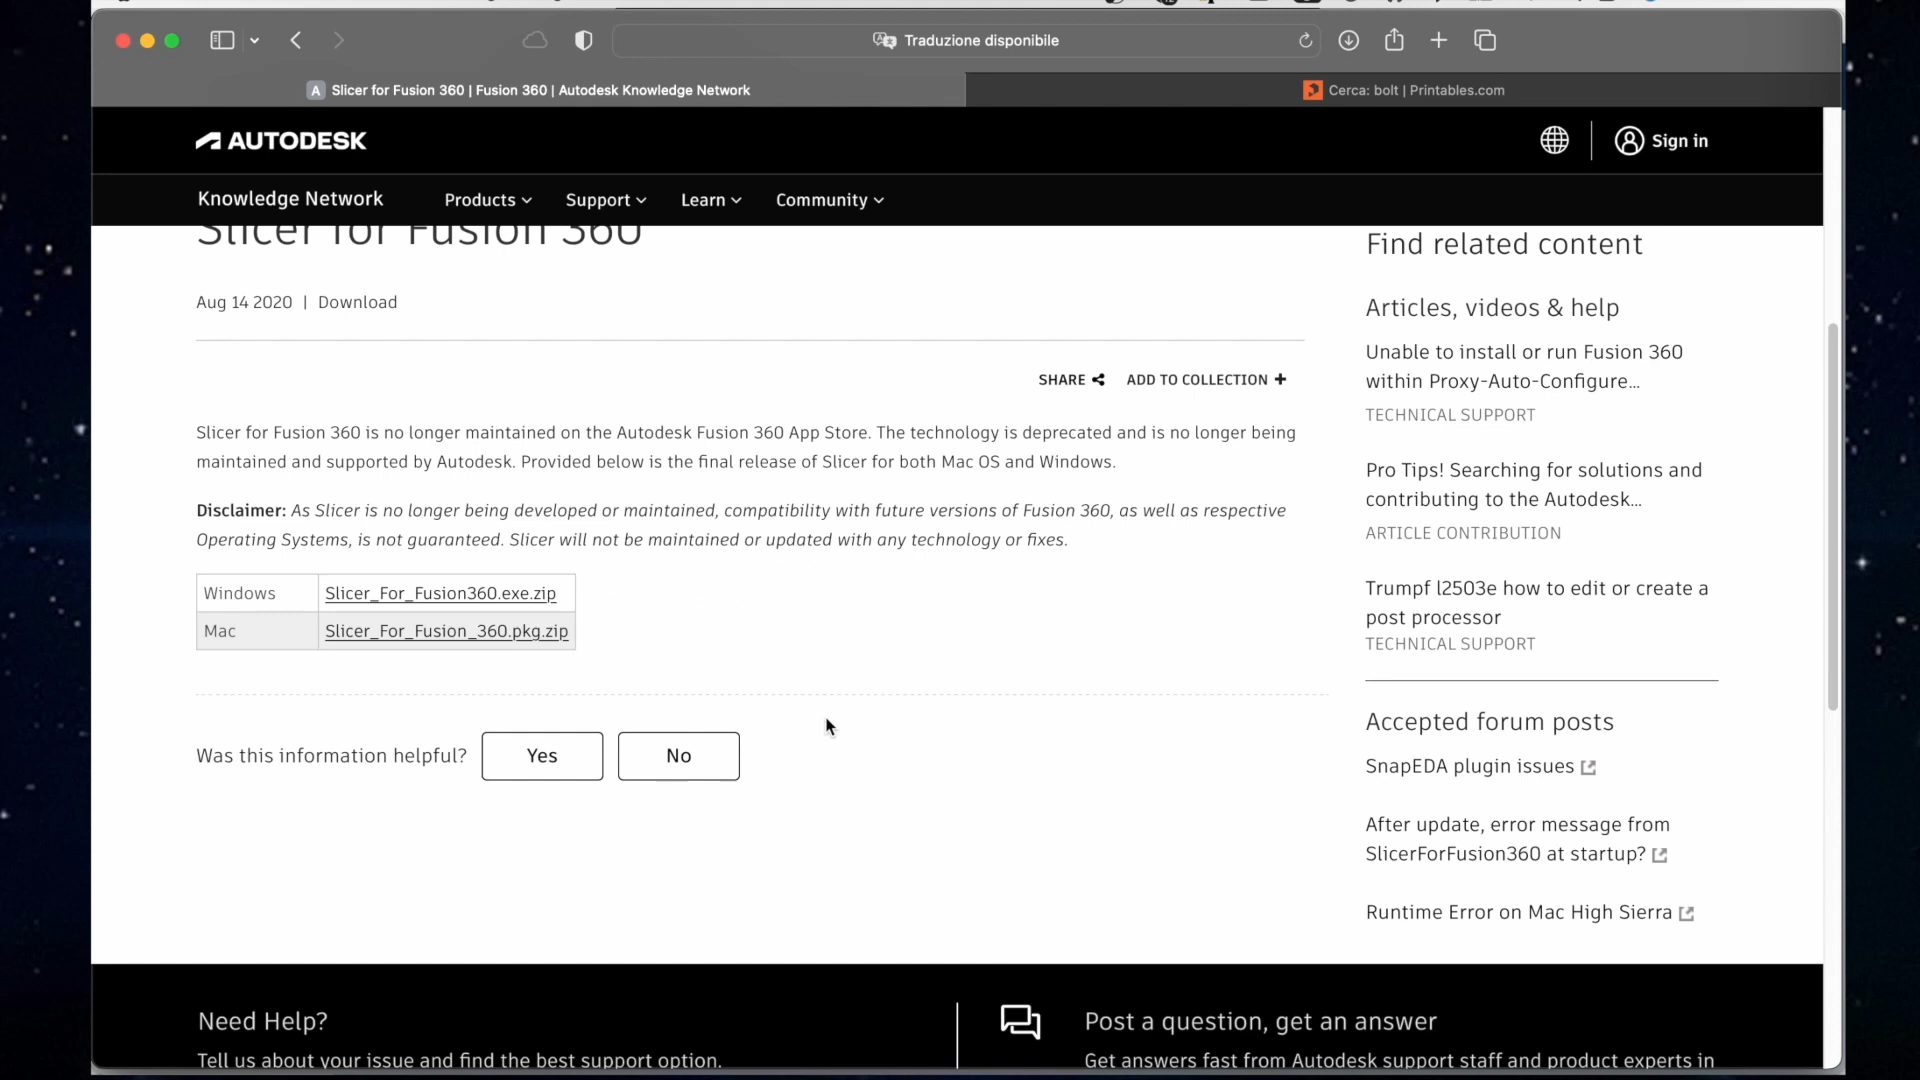 Traduzione disponibile
A Slicer for Fusion 360 | Fusion 360 | Autodesk Knowledge Network
Cerca: bolt | Printables.com
AUTODESK
Sign in
Knowledge Network
Products
Support
Learn
Community
Slicer for Fusion 360
Aug 14 2020 | Download
SHARE
ADD TO COLLECTION +
Slicer for Fusion 360 is no longer maintained on the Autodesk Fusion 360 App Store. The technology is deprecated and is no longer being
maintained and supported by Autodesk. Provided below is the final release of Slicer for both Mac OS and Windows.
Disclaimer: As Slicer is no longer being developed or maintained, compatibility with future versions of Fusion 360, as well as respective
Operating Systems, is not guaranteed. Slicer will not be maintained or updated with any technology or fixes.
Windows Slicer_For_Fusion360.exe.zip
Mac Slicer_For_Fusion_360.pkg.zip
Was this information helpful?
Yes
No
Find related content
Articles, videos & help
Unable to install or run Fusion 360
within Proxy-Auto-Configure...
TECHNICAL SUPPORT
Pro Tips! Searching for solutions and
contributing to the Autodesk...
ARTICLE CONTRIBUTION
Trumpf l2503e how to edit or create a
post processor
TECHNICAL SUPPORT
Accepted forum posts
SnapEDA plugin issues
After update, error message from
SlicerForFusion360 at startup?
Runtime Error on Mac High Sierra
Need Help?
Tell us about your issue and find the best support option.
Post a question, get an answer
Get answers fast from Autodesk support staff and product experts in